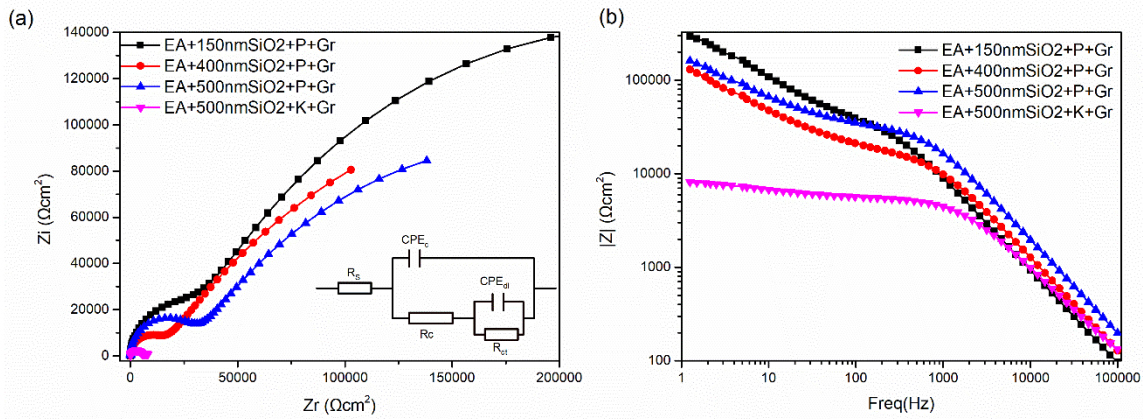 (a)
140000
120000
100000
80000
60000
40000
20000
0
Zi (Ωcm²)
EA+150nmSiO2+P+Gr
EA+400nmSiO2+P+Gr
EA+500nmSiO2+P+Gr
EA+500nmSiO2+K+Gr
CPEc
Rs
CPEdl
Rc
Rct
0
50000
100000
150000
200000
Zr (Ωcm²)
(b)
100000
10000
1000
100
|Z| (Ωcm²)
EA+150nmSiO2+P+Gr
EA+400nmSiO2+P+Gr
EA+500nmSiO2+P+Gr
EA+500nmSiO2+K+Gr
1
10
100
1000
10000
100000
Freq(Hz)